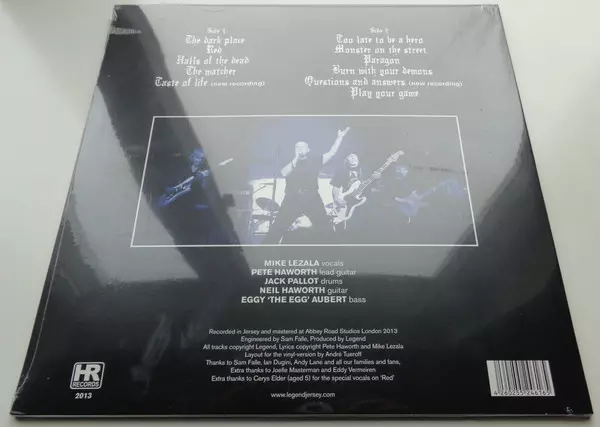 Side 1
The dark place
Red
Halls of the dead
The watcher
Taste of life (new recording)
Side 2
Too late to be a hero
Monster on the street
Paragon
Burn with your demons
Questions and answers (new recording)
Play your game
MIKE LEZALA vocals
PETE HAWORTH lead guitar
JACK PALLOT drums
NEIL HAWORTH guitar
EGGY 'THE EGG' AUBERT bass
Recorded in Jersey and mastered at Abbey Road Studios London 2013
Engineered by Sam Falle, Produced by Legend
All tracks copyright Legend, Lyrics copyright Pete Haworth and Mike Lezala
Layout for the vinyl-version by André Tusroff
Thanks to Sam Falle, Ian Dugini, Andy Lane and all our families and fans,
Extra thanks to Joelle Masterman and Eddy Vermeiren
Extra thanks to Cerys Elder (aged 5) for the special vocals on 'Red'
www.legendjersey.com
HR
RECORDS
2013
4 260255 246165